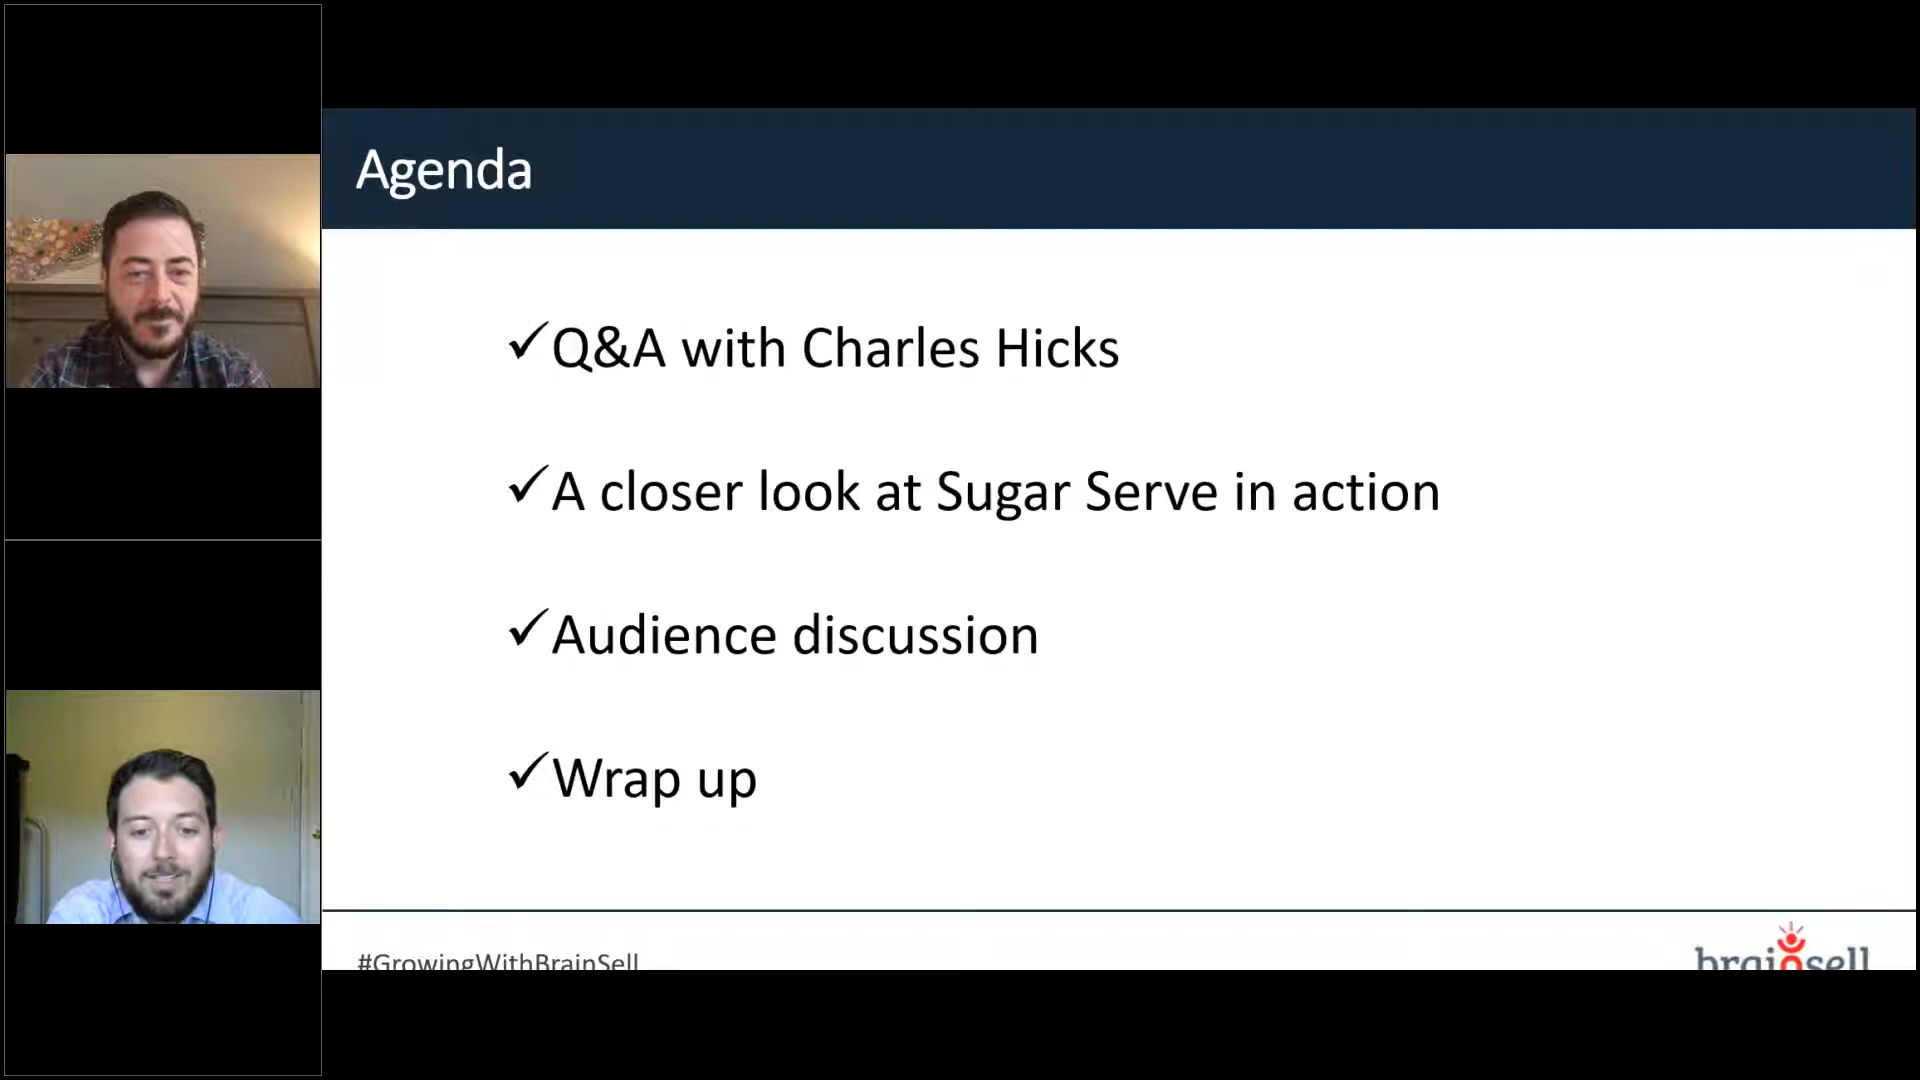 Agenda
✓Q&A with Charles Hicks
✓A closer look at Sugar Serve in action
✓Audience discussion
✓Wrap up
#GrowingWithBrainSell
brainsell